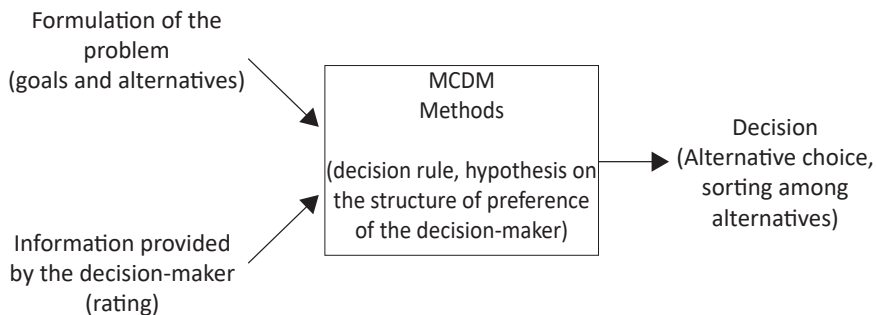 Formulation of the
problem
(goals and alternatives)
MCDM
Methods
(decision rule, hypothesis on
the structure of preference
of the decision-maker)
Decision
(Alternative choice,
sorting among
alternatives)
Information provided
by the decision-maker
(rating)